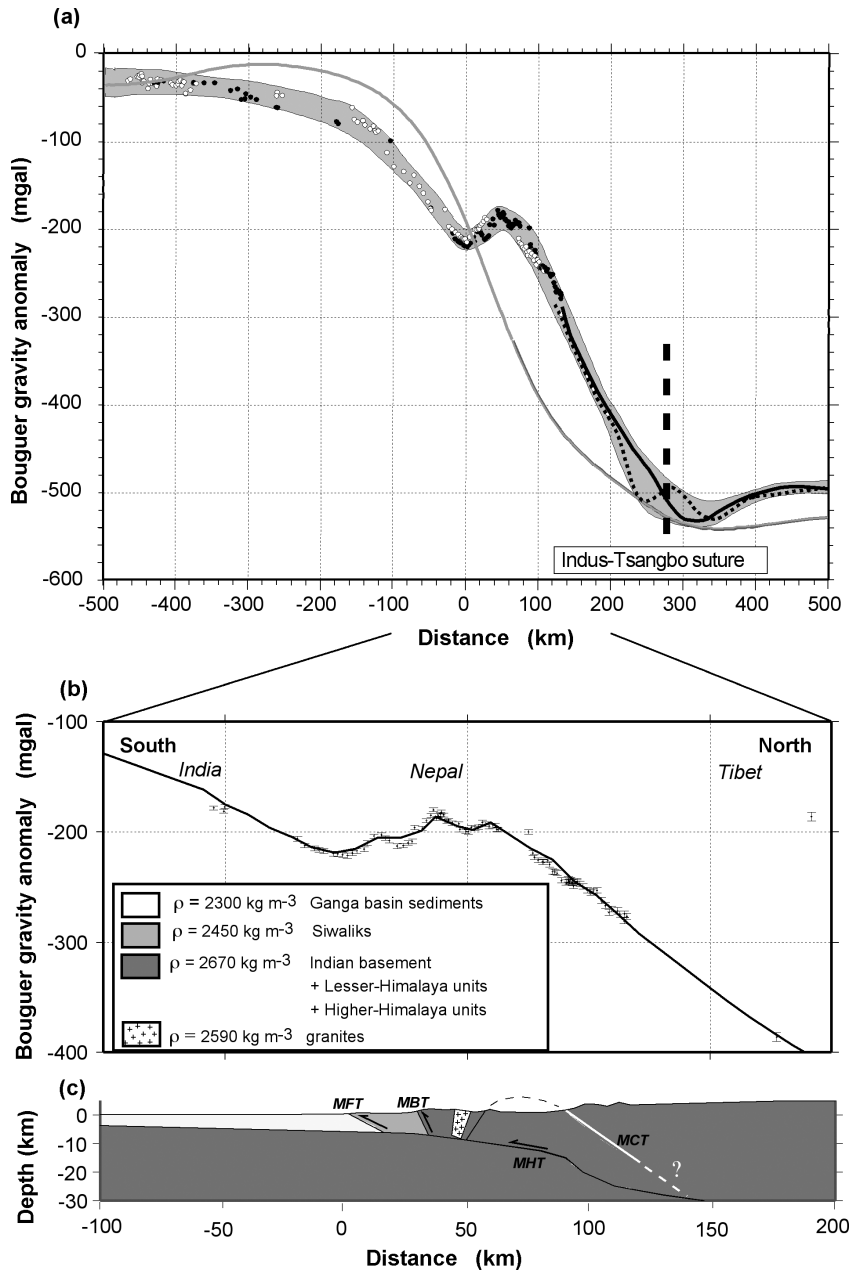 (a)
0
-100
-200
-300
-400
-500
-600
Bouguer gravity anomaly (mgal)
Indus-Tsangbo suture
-500 -400 -300 -200 -100 0 100 200 300 400 500
Distance (km)
(b)
-100
-200
-300
-400
Bouguer gravity anomaly (mgal)
South North
India Nepal Tibet
ρ = 2300 kg m-3 Ganga basin sediments
ρ = 2450 kg m-3 Siwaliks
ρ = 2670 kg m-3 Indian basement
+ Lesser-Himalaya units
+ Higher-Himalaya units
ρ = 2590 kg m-3 granites
(c)
MFT MBT
MHT
MCT
?
0
-10
-20
-30
Depth (km)
-100 -50 0 50 100 150 200
Distance (km)